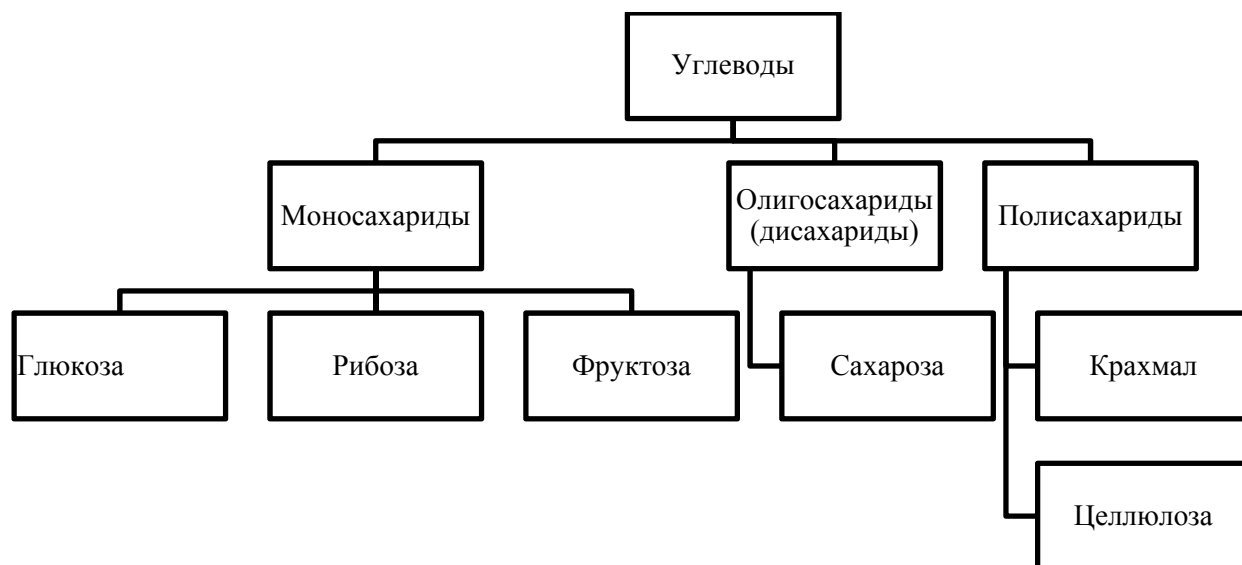 Углеводы
Моносахариды
Олигосахариды
(дисахариды)
Полисахариды
Глюкоза
Рибоза
Фруктоза
Сахароза
Крахмал
Целлюлоза